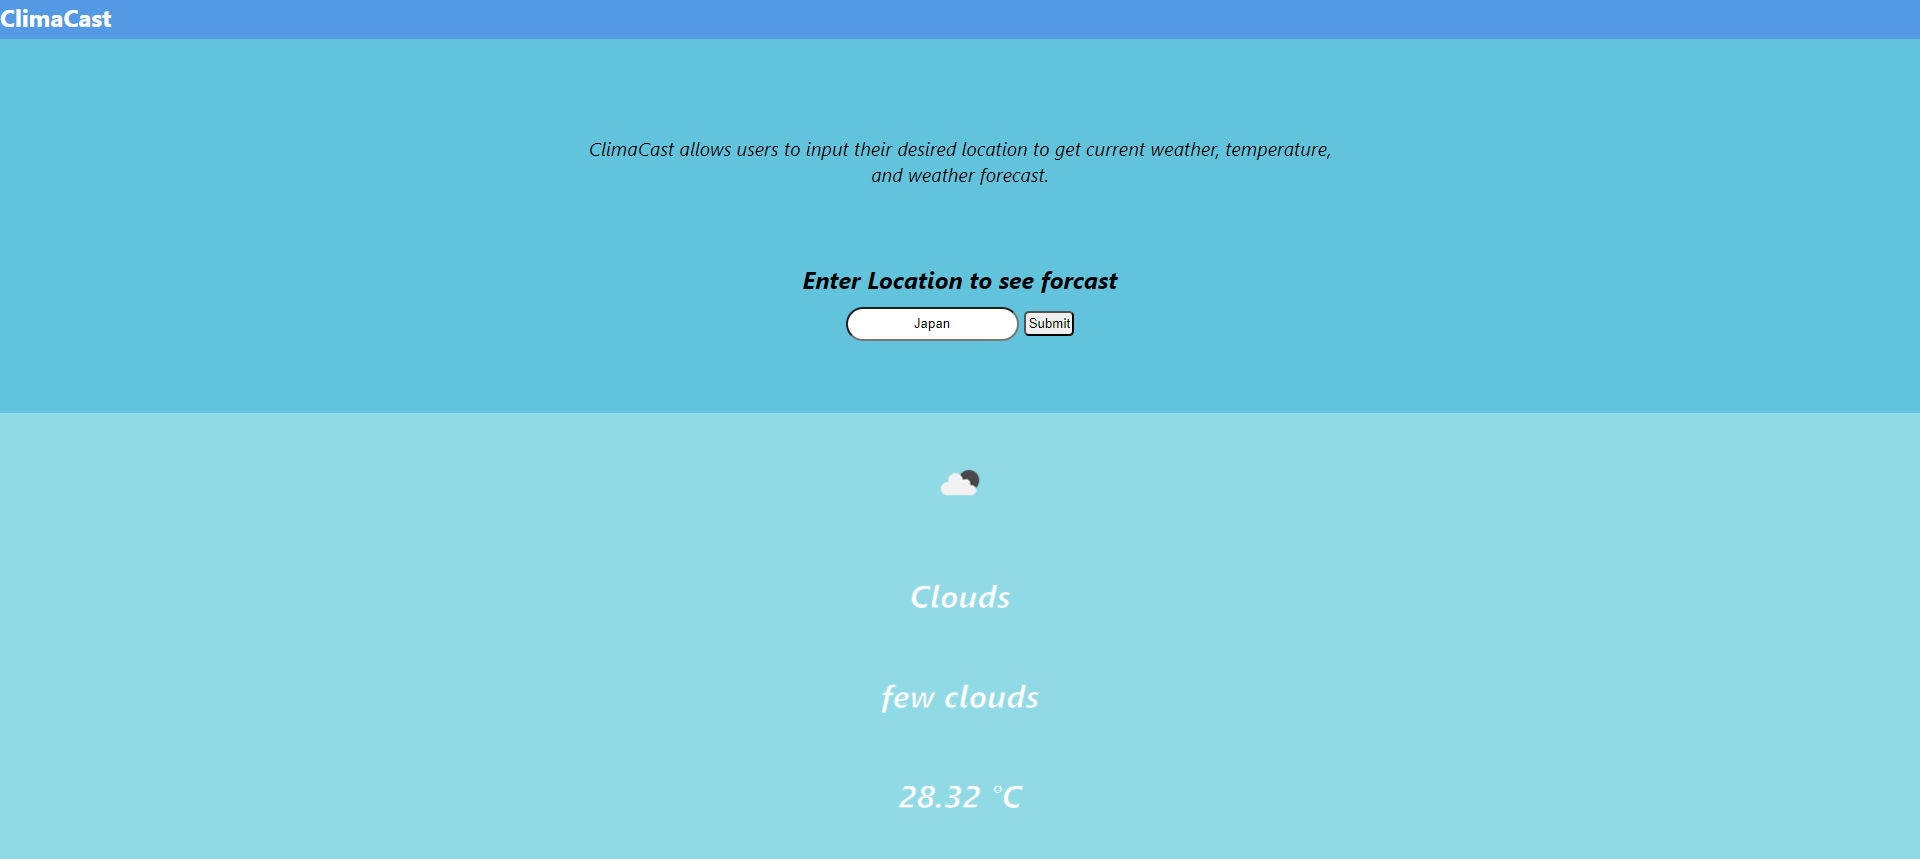 ClimaCast
ClimaCast allows users to input their desired location to get current weather, temperature,
and weather forecast.
Enter Location to see forcast
Japan Submit
Clouds
few clouds
28.32 °C